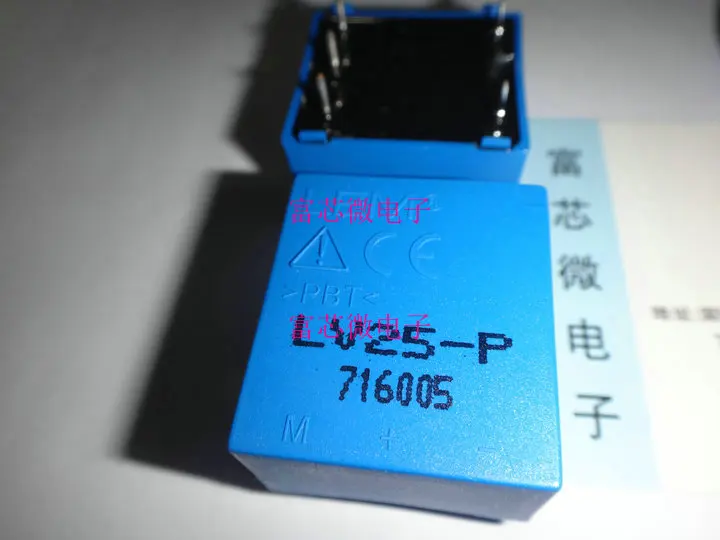 富芯微电子
CE
>PBT<
富芯微电子
LV25-P
716005
M + -
富芯微电子